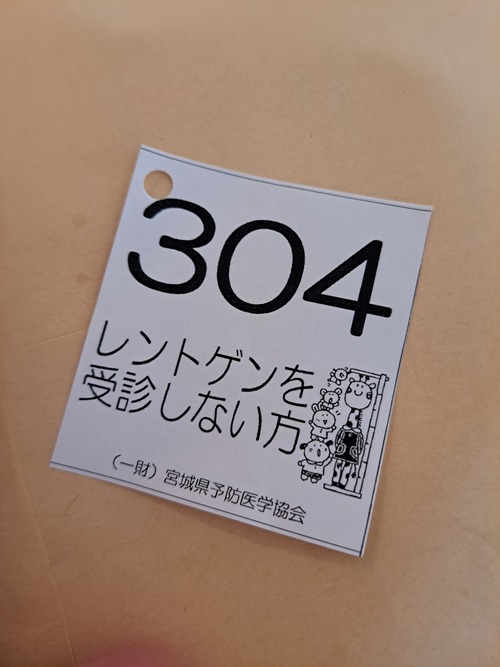 304
レントゲンを
受診しない方
（一財）宮城県予防医学協会